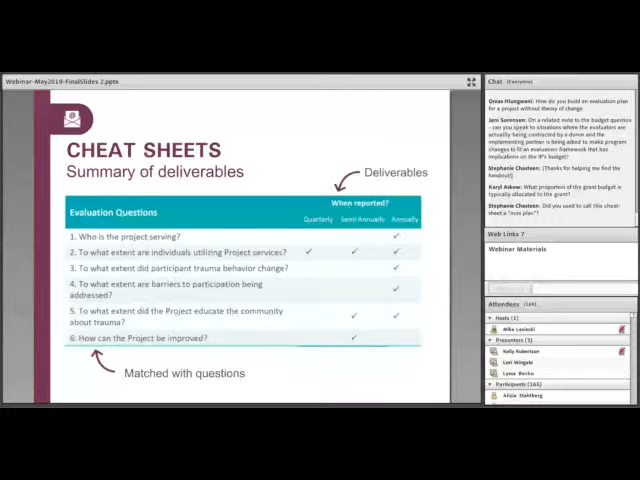 Webinar-May2019-FinalSlides 2.pptx
CHEAT SHEETS
Summary of deliverables
Deliverables
Evaluation Questions
When reported?
Quarterly Semi-Annually Annually
1. Who is the project serving? ✓
2. To what extent are individuals utilizing Project services? ✓ ✓ ✓
3. To what extent did participant trauma behavior change? ✓
4. To what extent are barriers to participation being
addressed? ✓
5. To what extent did the Project educate the community
about trauma? ✓ ✓
6. How can the Project be improved? ✓
Matched with questions
Chat (Everyone)
Hlungwani: How do you build an evaluation plan
for a project without theory of change
Jeni Sorensen: On a related note to the budget question
- can you speak to situations where the evaluators are
actually being contracted by a donor and the
implementing partner is being asked to make program
changes to fit an evaluation framework that has
implications on the IP's budget?
Stephanie Chasteen: (Thanks for helping me find the
handout!)
Karyl Askew: What proportion of the grant budget is
typically allocated to the grant?
Stephanie Chasteen: Did you used to call this cheat-
sheet a "mini plan"?
Web Links 7
Webinar Materials
Attendees
Hosts (1)
Mike Lesiecki
Presenters (3)
Kelly Robertson
Lori Wingate
Lyssa Becho
Participants (165)
Alisia Stahlberg